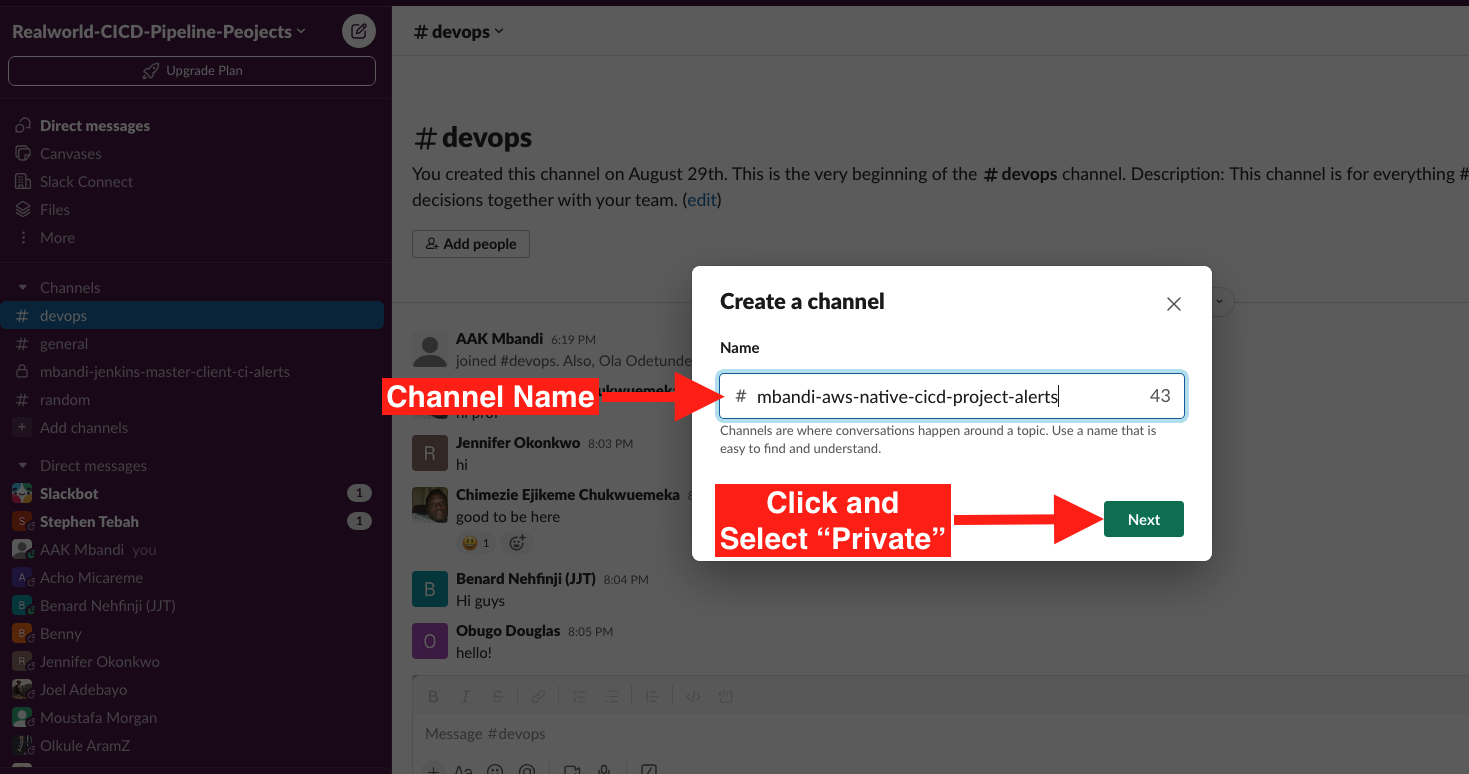 Realworld-CICD-Pipeline-Peojects
Upgrade Plan
Direct messages
Canvases
Slack Connect
Files
More
Channels
# devops
# general
mbandi-jenkins-master-client-ci-alerts
# random
+ Add channels
Direct messages
Slackbot 1
S Stephen Tebah 1
AAK Mbandi you
A Acho Micareme
B Benard Nehfinji (JJT)
B Benny
R Jennifer Okonkwo
Joel Adebayo
Moustafa Morgan
Olkule AramZ
# devops
# devops
You created this channel on August 29th. This is the very beginning of the # devops channel. Description: This channel is for everything #
decisions together with your team. (edit)
Add people
AAK Mbandi 6:19 PM
joined #devops. Also, Ola Odetunde
R
Jennifer Okonkwo 8:03 PM
hi
Chimezie Ejikeme Chukwuemeka
good to be here
1
B
Benard Nehfinji (JJT) 8:04 PM
Hi guys
O
Obugo Douglas 8:05 PM
hello!
B I S
Message #devops
+ Aa @
Create a channel
Name
Channel Name
# mbandi-aws-native-cicd-project-alerts 43
Channels are where conversations happen around a topic. Use a name that is
easy to find and understand.
Click and
Select “Private”
Next